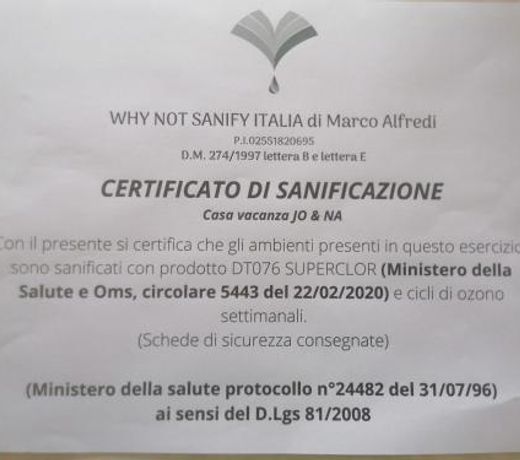 WHY NOT SANIFY ITALIA di Marco Alfredi
P.I.02551820695
D.M. 274/1997 lettera B e lettera E
CERTIFICATO DI SANIFICAZIONE
Casa vacanza JO & NA
Con il presente si certifica che gli ambienti presenti in questo esercizio
sono sanificati con prodotto DT076 SUPERCLOR (Ministero della
Salute e Oms, circolare 5443 del 22/02/2020) e cicli di ozono
settimanali.
(Schede di sicurezza consegnate)
(Ministero della salute protocollo n°24482 del 31/07/96)
ai sensi del D.Lgs 81/2008